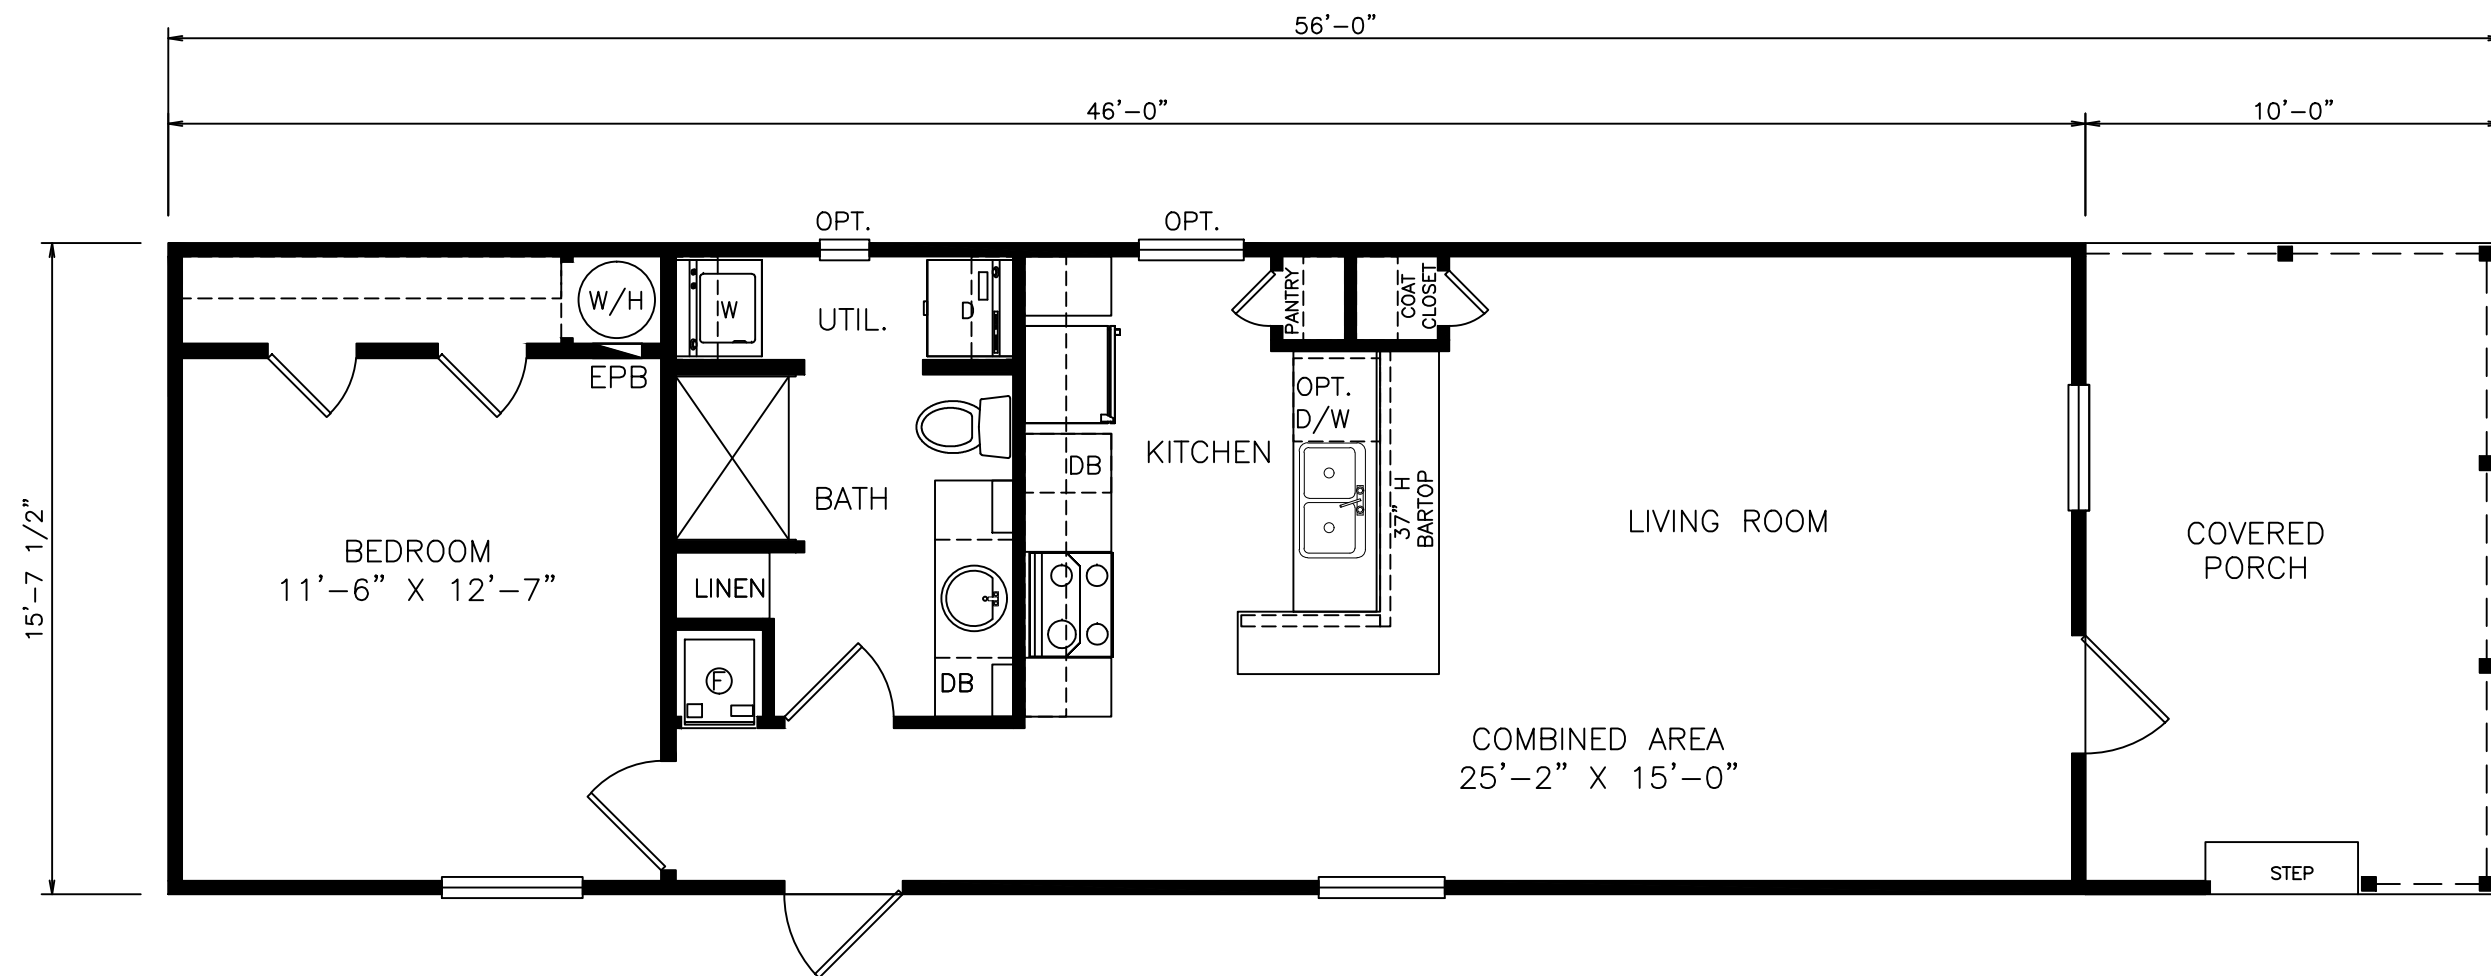 56'-0"
46'-0"
10'-0"
OPT.
OPT.
W/H
W
UTIL.
D
PANTRY
COAT
CLOSET
EPB
OPT.
D/W
KITCHEN
DB
BATH
37" H
BARTOP
LIVING ROOM
COVERED
PORCH
15'-7 1/2"
BEDROOM
11'-6" X 12'-7"
LINEN
F
DB
COMBINED AREA
25'-2" X 15'-0"
STEP